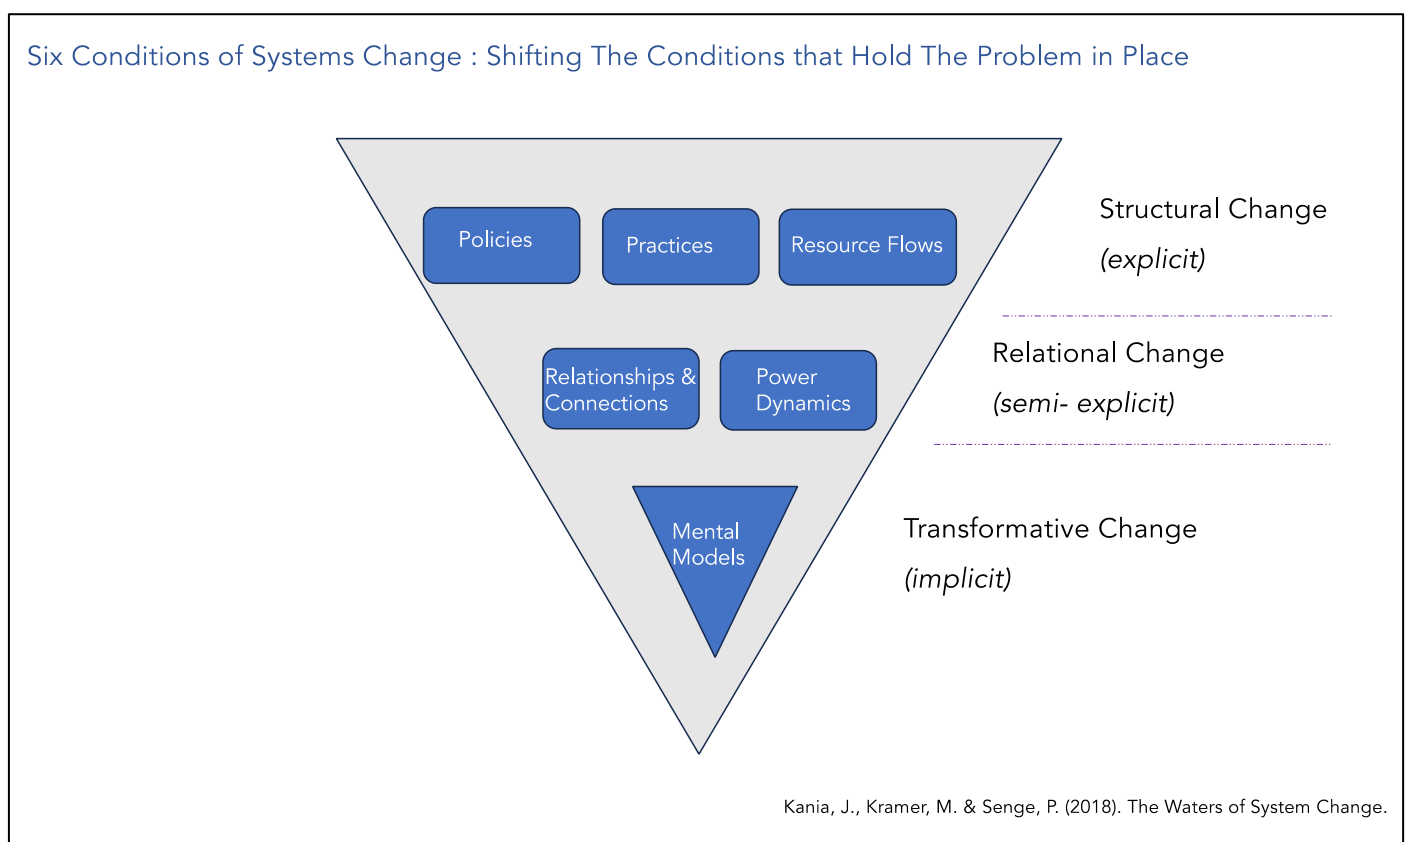 Six Conditions of Systems Change : Shifting The Conditions that Hold The Problem in Place
Policies
Practices
Resource Flows
Structural Change
(explicit)
Relationships &
Connections
Power
Dynamics
Relational Change
(semi- explicit)
Mental
Models
Transformative Change
(implicit)
Kania, J., Kramer, M. & Senge, P. (2018). The Waters of System Change.